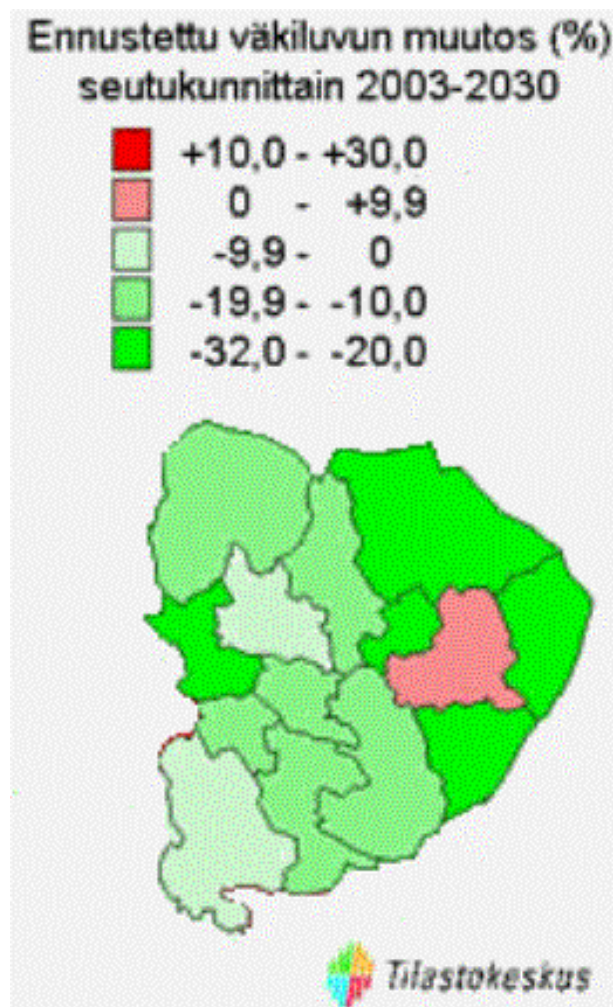 Ennustettu väkiluvun muutos (%)
seutukunnittain 2003-2030
+10,0 - +30,0
0 - +9,9
-9,9 - 0
-19,9 - -10,0
-32,0 - -20,0
Tilastokeskus